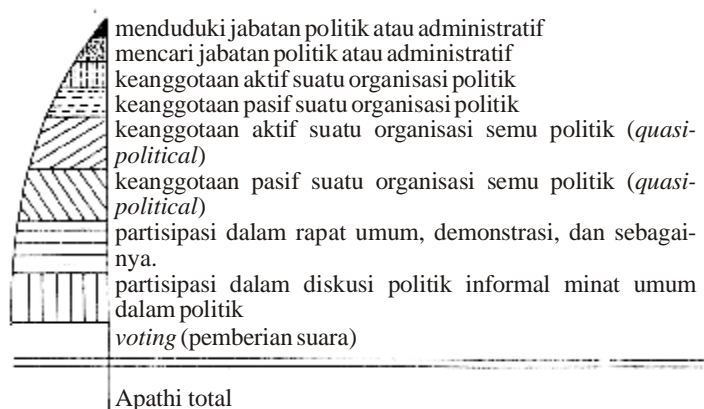 menduduki jabatan politik atau administratif
mencari jabatan politik atau administratif
keanggotaan aktif suatu organisasi politik
keanggotaan pasif suatu organisasi politik
keanggotaan aktif suatu organisasi semu politik (quasi-
political)
keanggotaan pasif suatu organisasi semu politik (quasi-
political)
partisipasi dalam rapat umum, demonstrasi, dan sebagai-
nya.
partisipasi dalam diskusi politik informal minat umum
dalam politik
voting (pemberian suara)
Apathi total